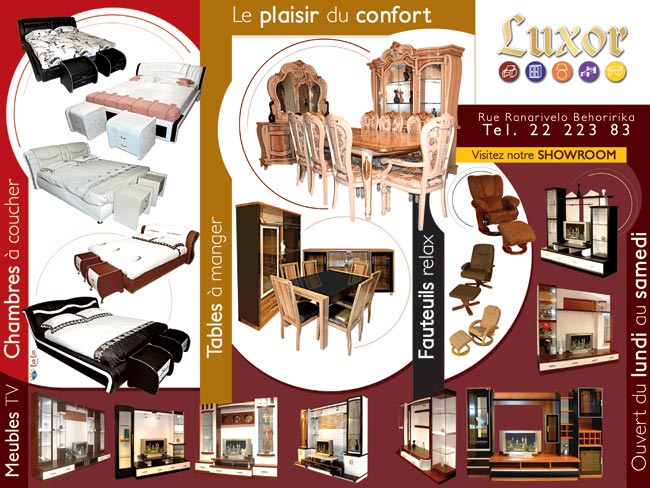 Le plaisir du confort
Luxor
Rue Ranarivelo Behoririka
Tel. 22 223 83
Visitez notre SHOWROOM
Chambres à coucher
Tables à manger
Fauteuils relax
Meubles TV
Ouvert du lundi au samedi